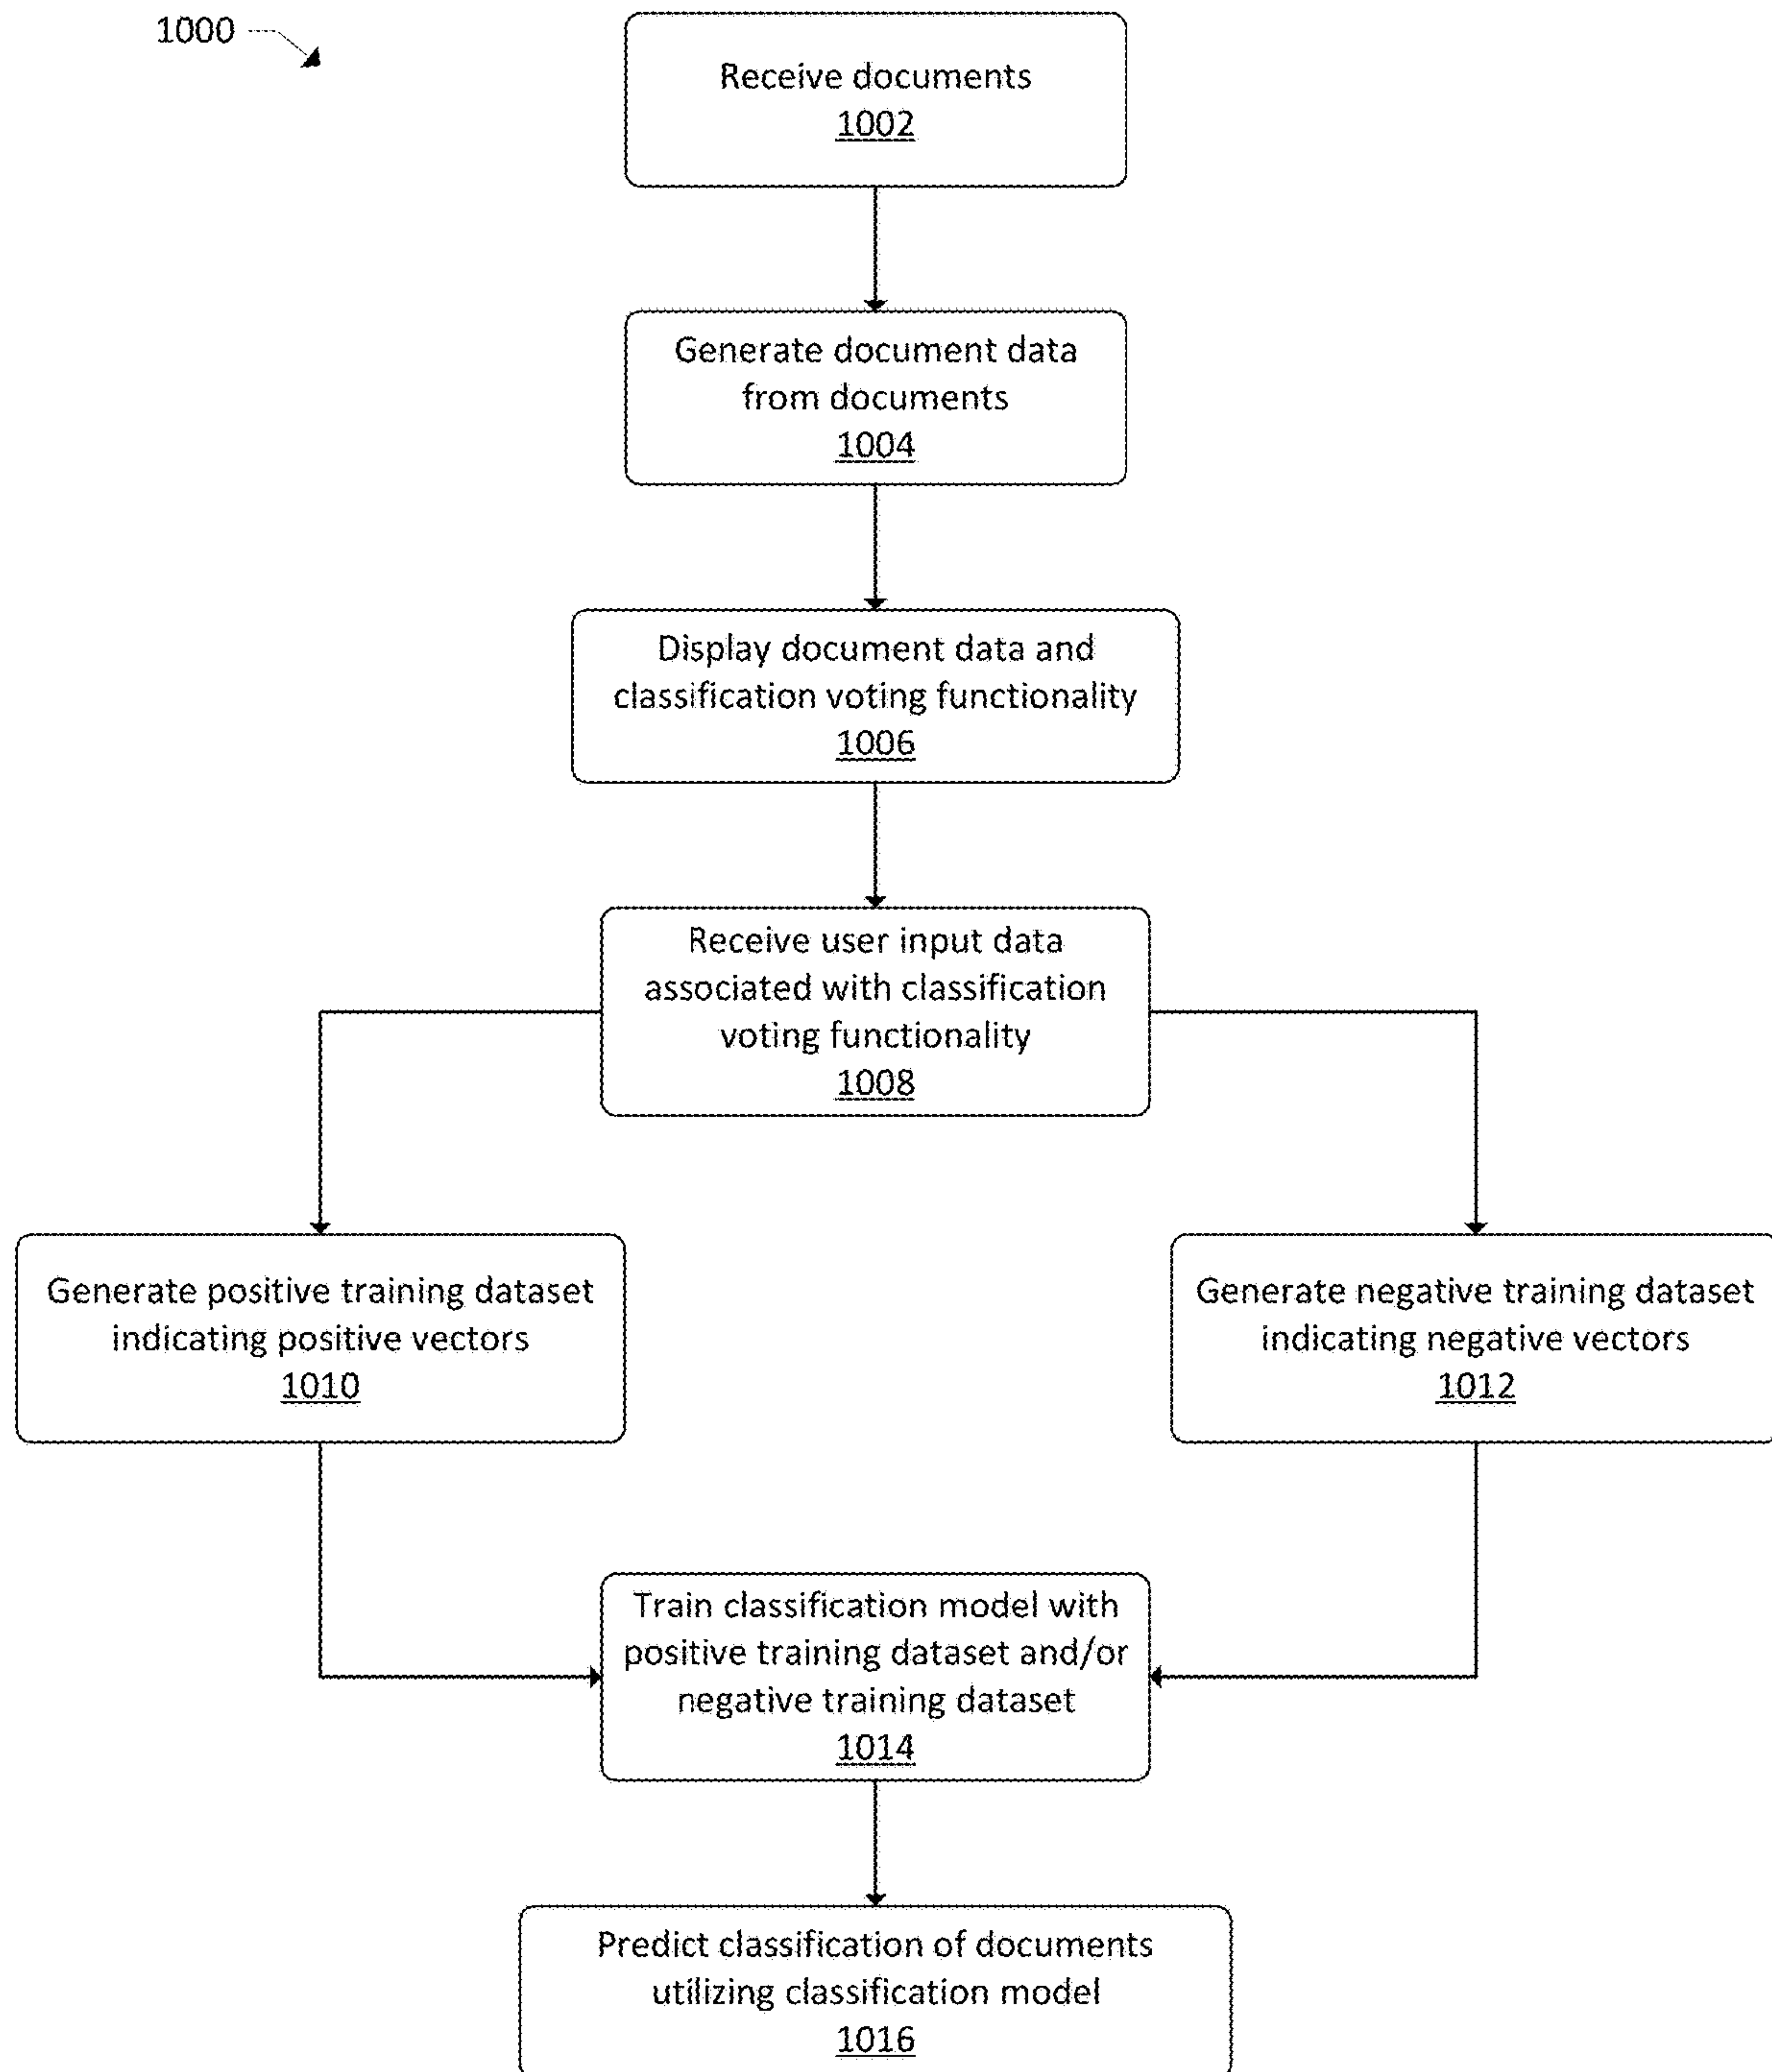 1000
Receive documents
1002
Generate document data
from documents
1004
Display document data and
classification voting functionality
1006
Receive user input data
associated with classification
voting functionality
1008
Generate positive training dataset
indicating positive vectors
1010
Generate negative training dataset
indicating negative vectors
1012
Train classification model with
positive training dataset and/or
negative training dataset
1014
Predict classification of documents
utilizing classification model
1016